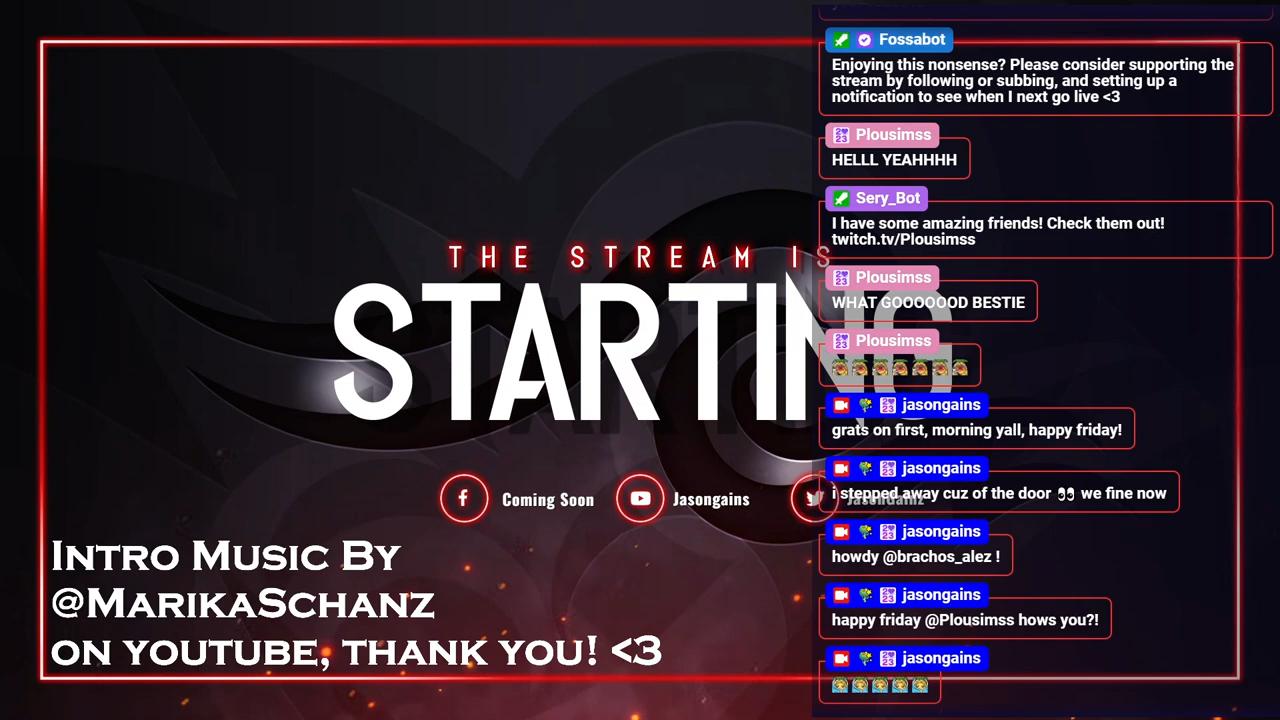 THE STREAM IS
STARTING
Coming Soon
Jasongains
Intro Music By
@MarikaSchanz
on youtube, thank you! <3
Fossabot
Enjoying this nonsense? Please consider supporting the
stream by following or subbing, and setting up a
notification to see when I next go live <3
Plousimss
HELLL YEAHHHH
Sery_Bot
I have some amazing friends! Check them out!
twitch.tv/Plousimss
Plousimss
WHAT GOOOOOOD BESTIE
Plousimss
jasongains
grats on first, morning yall, happy friday!
jasongains
i stepped away cuz of the door 👀 we fine now
jasongains
howdy @brachos_alez !
jasongains
happy friday @Plousimss hows you?!
jasongains